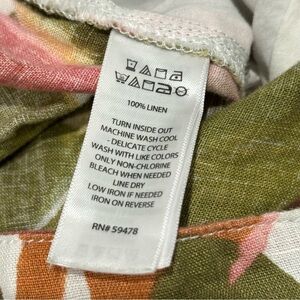 100% LINEN
TURN INSIDE OUT
MACHINE WASH COOL
DELICATE CYCLE
WASH WITH LIKE COLORS
ONLY NON-CHLORINE
BLEACH WHEN NEEDED
LINE DRY
LOW IRON IF NEEDED
IRON ON REVERSE
RN# 59478